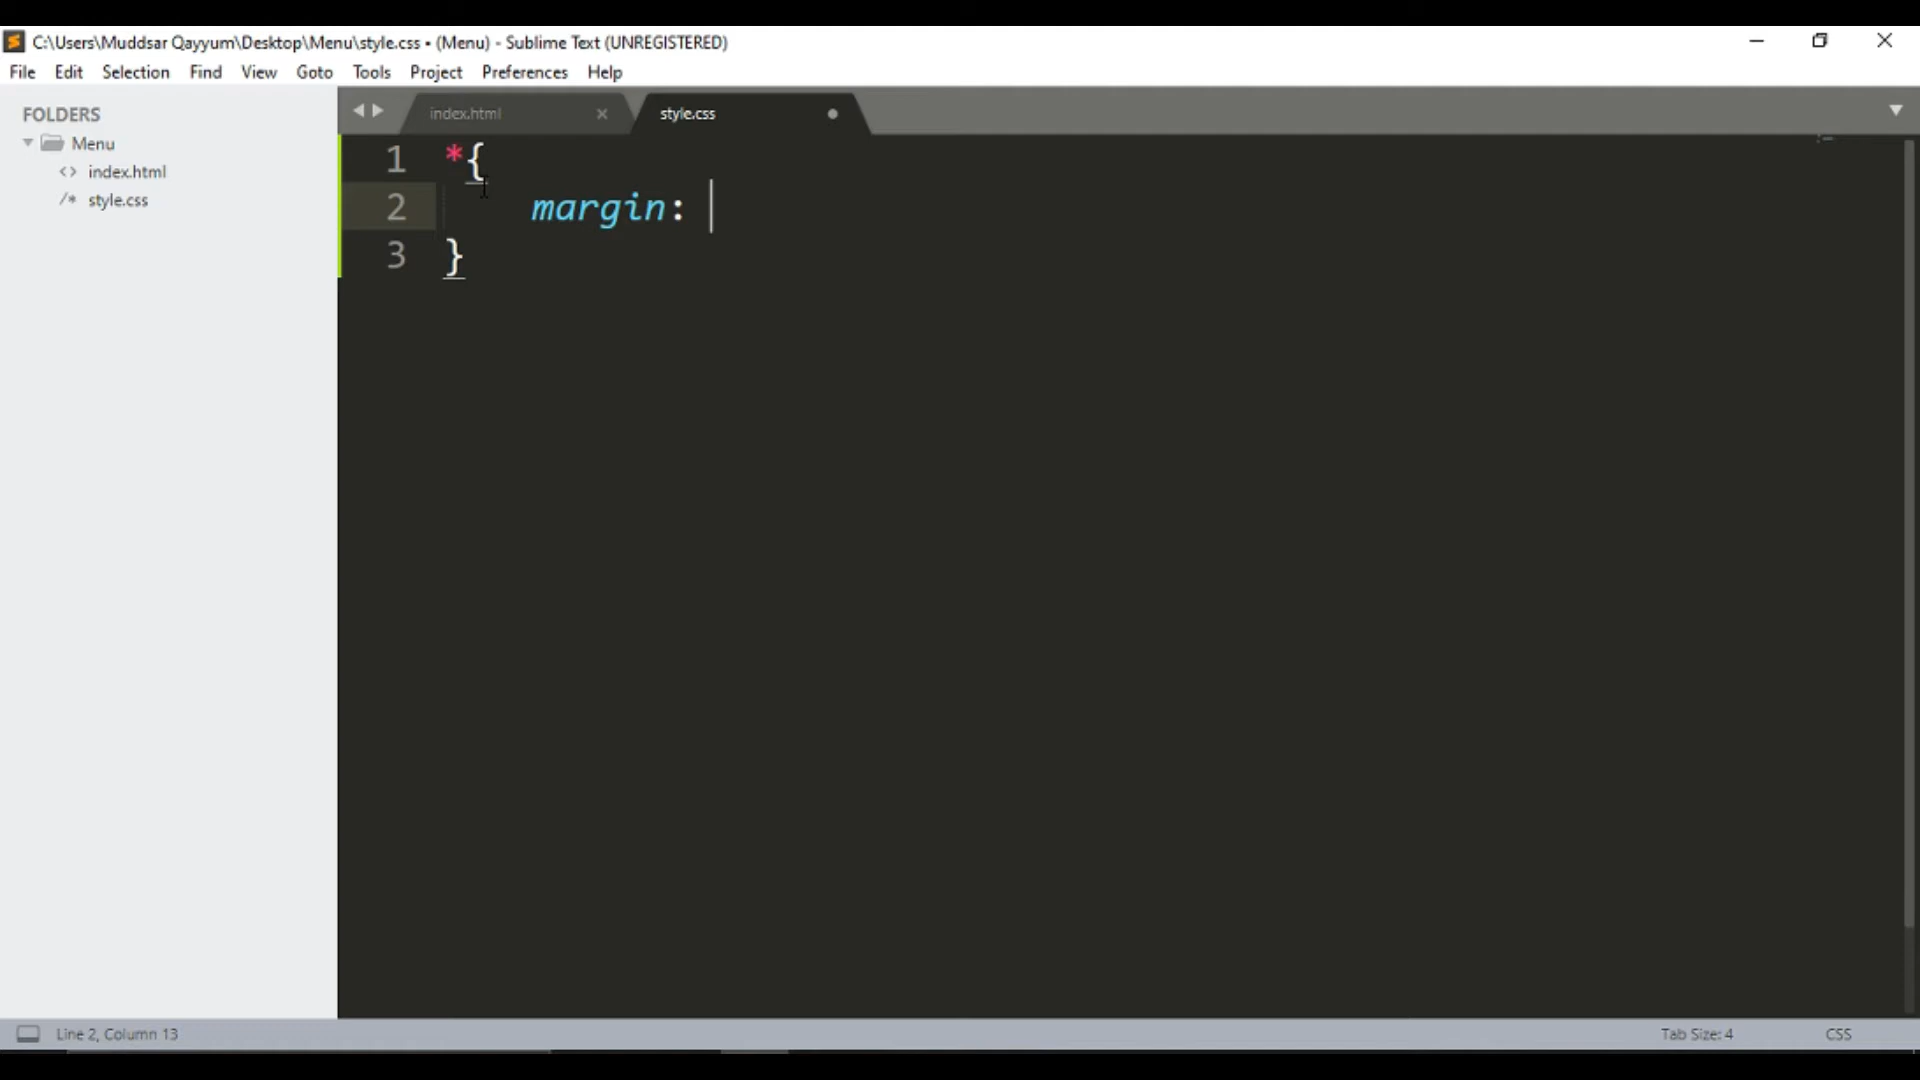 C:\Users\Muddsar Qayyum\Desktop\Menu\style.css • (Menu) - Sublime Text (UNREGISTERED)
File Edit Selection Find View Goto Tools Project Preferences Help
FOLDERS
Menu
<> index.html
/* style.css
index.html
style.css
1 *{
2 margin:
3 }
Line 2, Column 13
Tab Size: 4
CSS